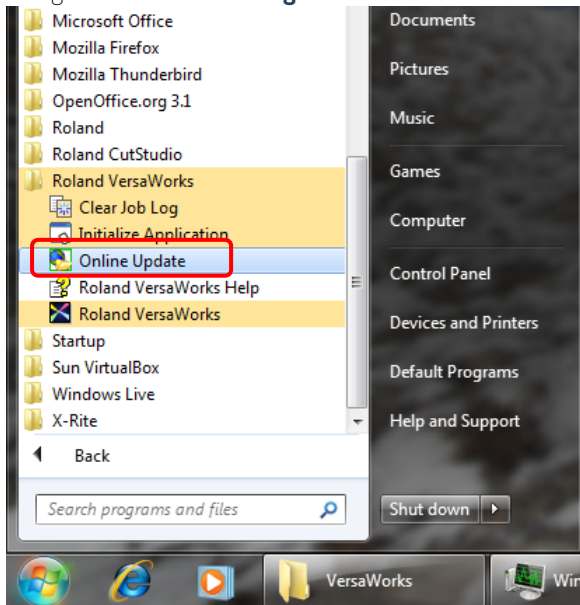 Microsoft Office
Mozilla Firefox
Mozilla Thunderbird
OpenOffice.org 3.1
Roland
Roland CutStudio
Roland VersaWorks
Clear Job Log
Initialize Application
Online Update
Roland VersaWorks Help
Roland VersaWorks
Startup
Sun VirtualBox
Windows Live
X-Rite
Back
Search programs and files
Documents
Pictures
Music
Games
Computer
Control Panel
Devices and Printers
Default Programs
Help and Support
Shut down
VersaWorks
Win